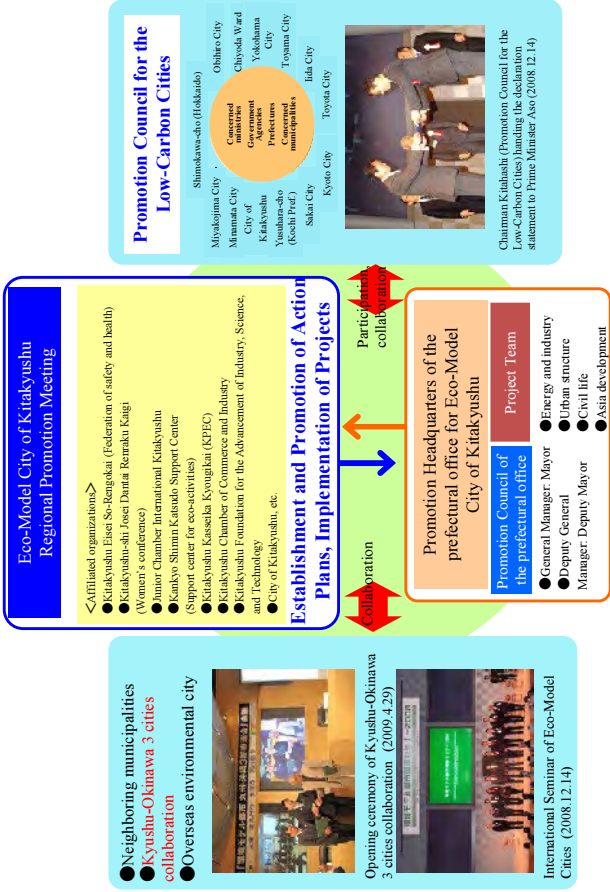 ●Neighboring municipalities
●Kyushu-Okinawa 3 cities
collaboration
●Overseas environmental city
Opening ceremony of Kyushu-Okinawa
3 cities collaboration (2009.4.29)
International Seminar of Eco-Model
Cities (2008.12.14)
Collaboration
Eco-Model City of Kitakyushu
Regional Promotion Meeting
<Affiliated organizations>
●Kitakyushu Eisei So-Rengokai (Federation of safety and health)
●Kitakyushu-shi Josei Dantai Renraku Kaigi
(Women's conference)
●Junior Chamber International Kitakyushu
●Kankyo Shimin Katsudo Support Center
(Support center for eco-activities)
●Kitakyushu Kasseika Kyougikai (KPEC)
●Kitakyushu Chamber of Commerce and Industry
●Kitakyushu Foundation for the Advancement of Industry, Science,
and Technology
●City of Kitakyushu, etc.
Establishment and Promotion of Action
Plans, Implementation of Projects
Promotion Headquarters of the
prefectural office for Eco-Model
City of Kitakyushu
Promotion Council of
the prefectural office
●General Manager: Mayor
●Deputy General
Manager: Deputy Mayor
Project Team
●Energy and industry
●Urban structure
●Civil life
●Asia development
Participation,
collaboration
Promotion Council for the
Low-Carbon Cities
Shimokawa-cho (Hokkaido)
Obihiro City
Chiyoda Ward
Yokohama
City
Toyama City
Iida City
Toyota City
Kyoto City
Sakai City
Yusuhara-cho
(Kochi Pref.)
City of
Kitakyushu
Minamata City
Miyakojima City
Concerned
ministries
Government
Agencies
Prefectures
Concerned
municipalities
Chairman Kitahashi (Promotion Council for the
Low-Carbon Cities) handing the declaration
statement to Prime Minister Aso (2008.12.14)